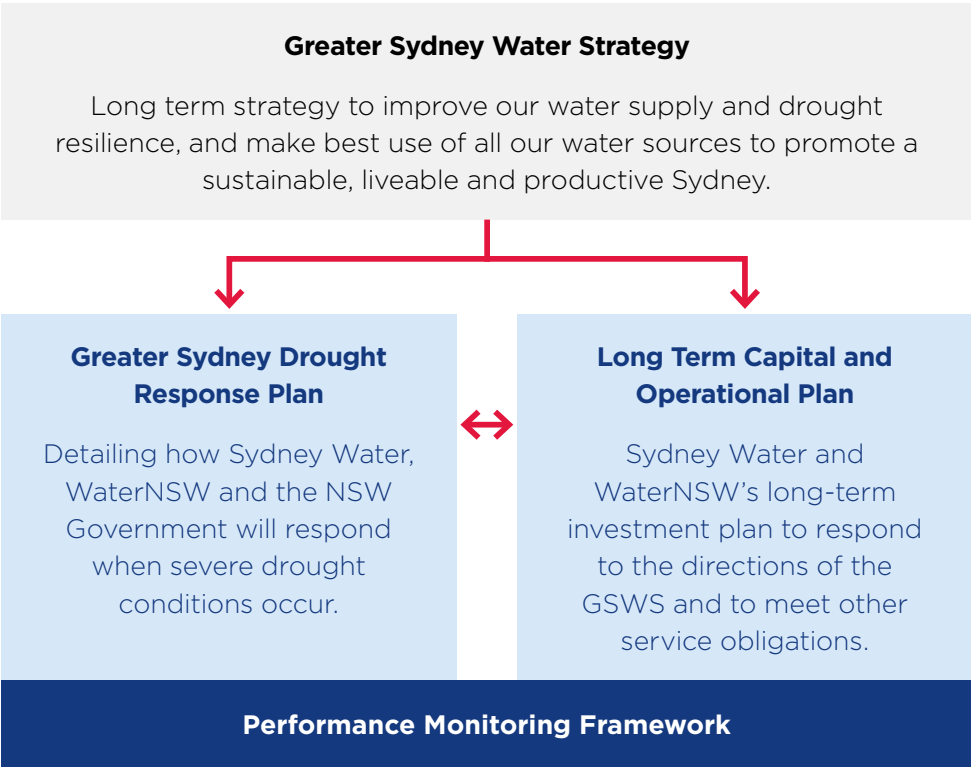 Greater Sydney Water Strategy
Long term strategy to improve our water supply and drought
resilience, and make best use of all our water sources to promote a
sustainable, liveable and productive Sydney.
Greater Sydney Drought
Response Plan
Detailing how Sydney Water,
WaterNSW and the NSW
Government will respond
when severe drought
conditions occur.
Long Term Capital and
Operational Plan
Sydney Water and
WaterNSW’s long-term
investment plan to respond
to the directions of the
GSWS and to meet other
service obligations.
Performance Monitoring Framework